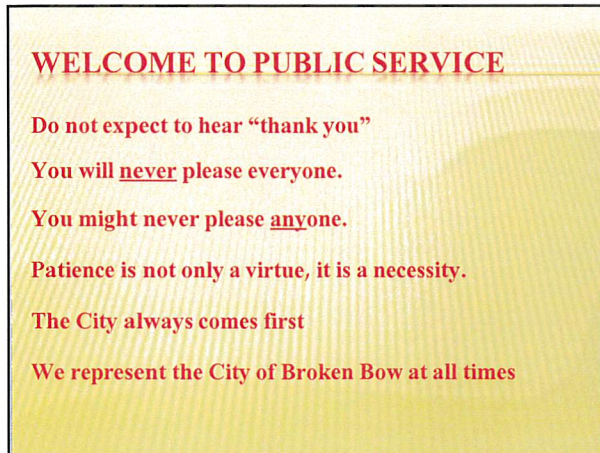 WELCOME TO PUBLIC SERVICE
Do not expect to hear “thank you”
You will never please everyone.
You might never please anyone.
Patience is not only a virtue, it is a necessity.
The City always comes first
We represent the City of Broken Bow at all times